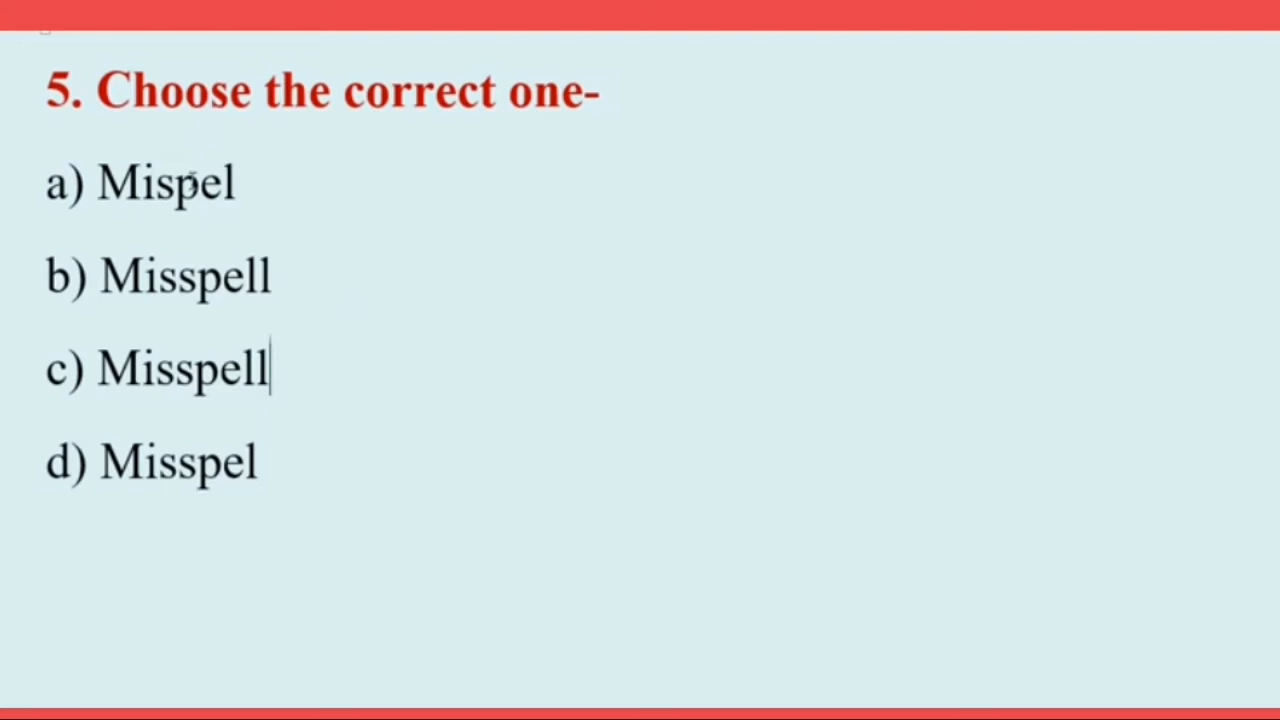 5. Choose the correct one-
a) Mispel
b) Misspell
c) Misspell
d) Misspel